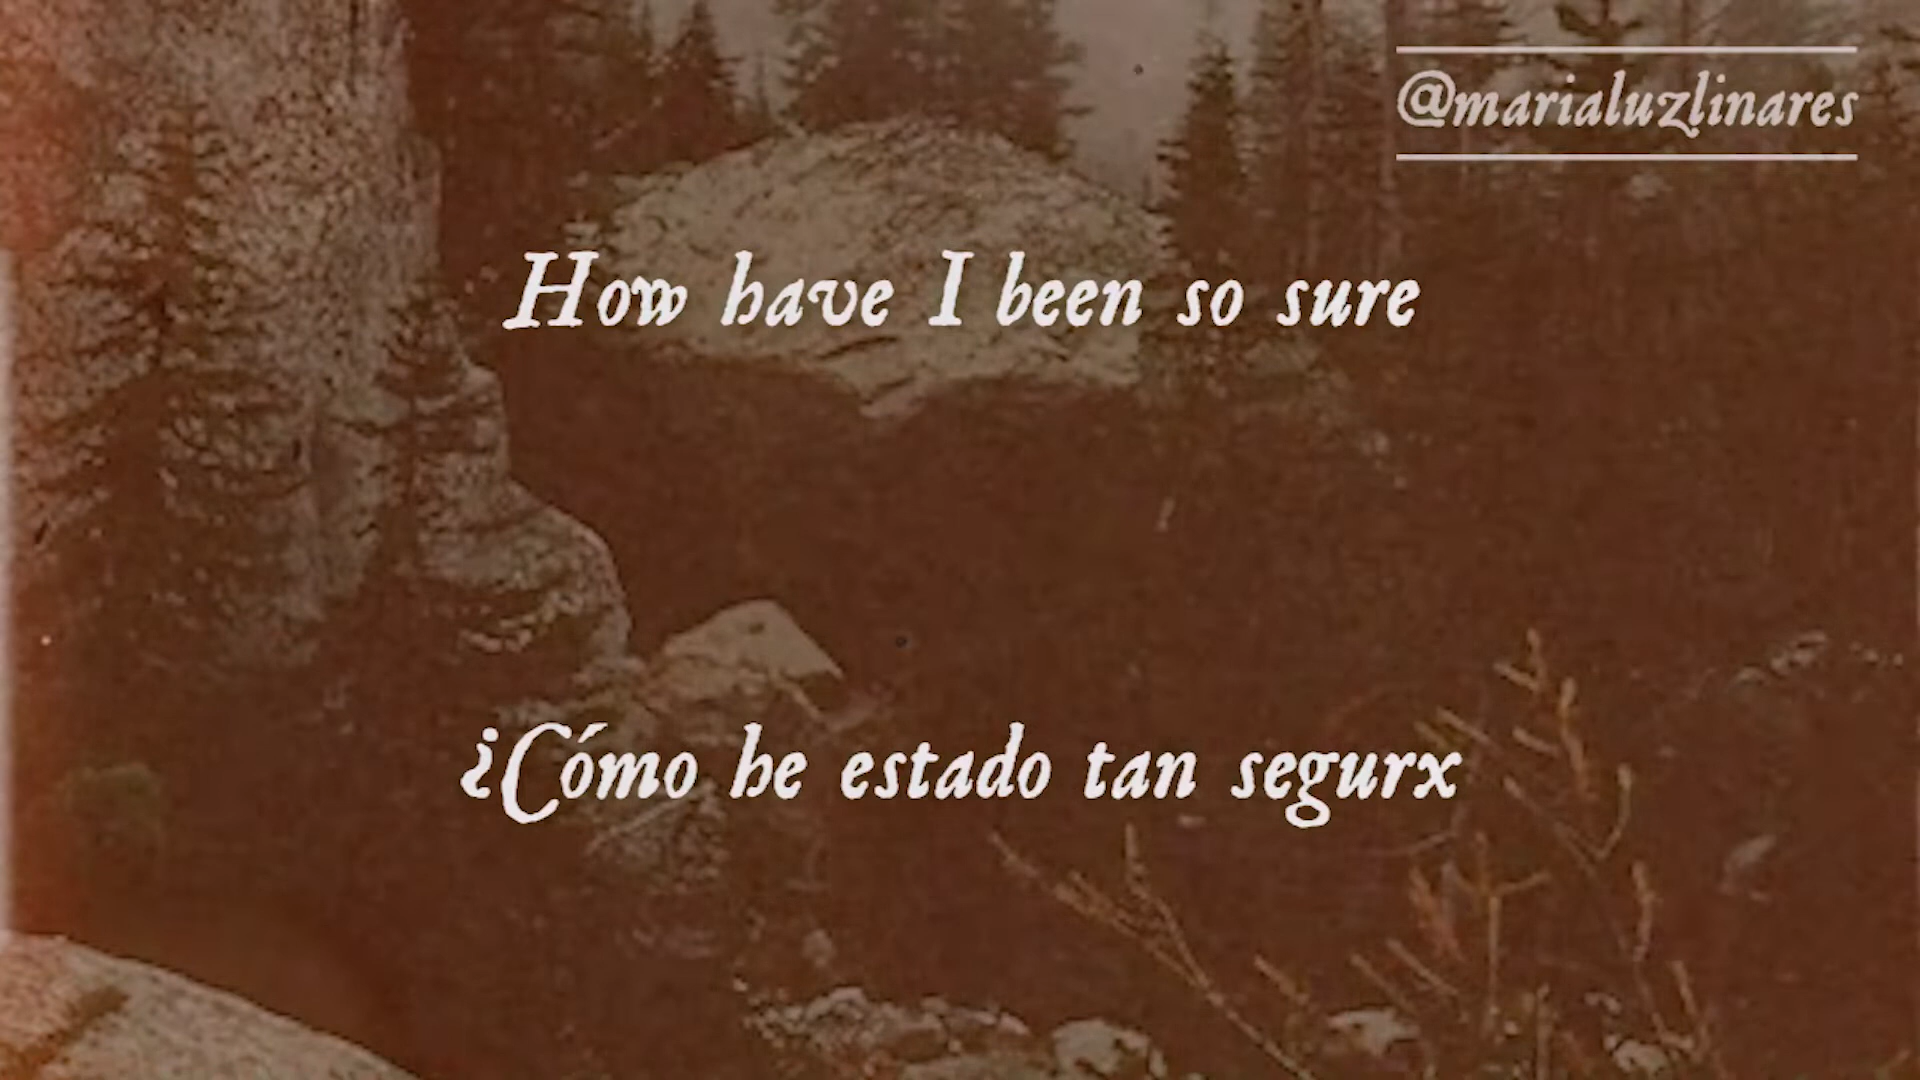 @marialuzlinares
How have I been so sure
¿Cómo he estado tan segurx